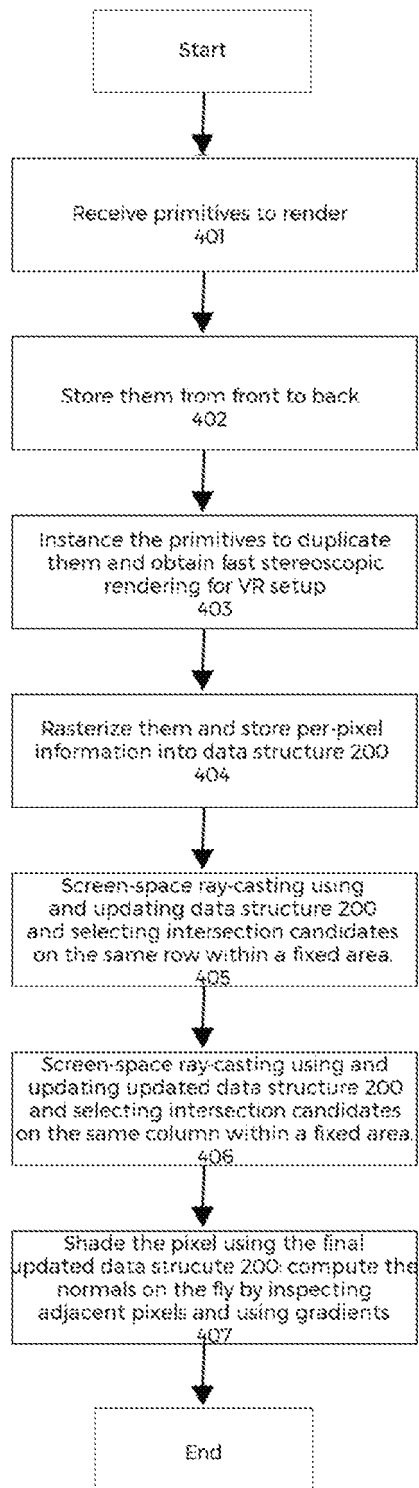 Start
Receive primitives to render
401
Store them from front to back
402
Instance the primitives to duplicate
them and obtain fast stereoscopic
rendering for VR setup
403
Rasterize them and store per-pixel
information into data structure 200
404
Screen-space ray-casting using
and updating data structure 200
and selecting intersection candidates
on the same row within a fixed area.
405
Screen-space ray-casting using and
updating updated data structure 200
and selecting intersection candidates
on the same column within a fixed area.
406
Shade the pixel using the final
updated data strucute 200: compute the
normals on the fly by inspecting
adjacent pixels and using gradients
407
End